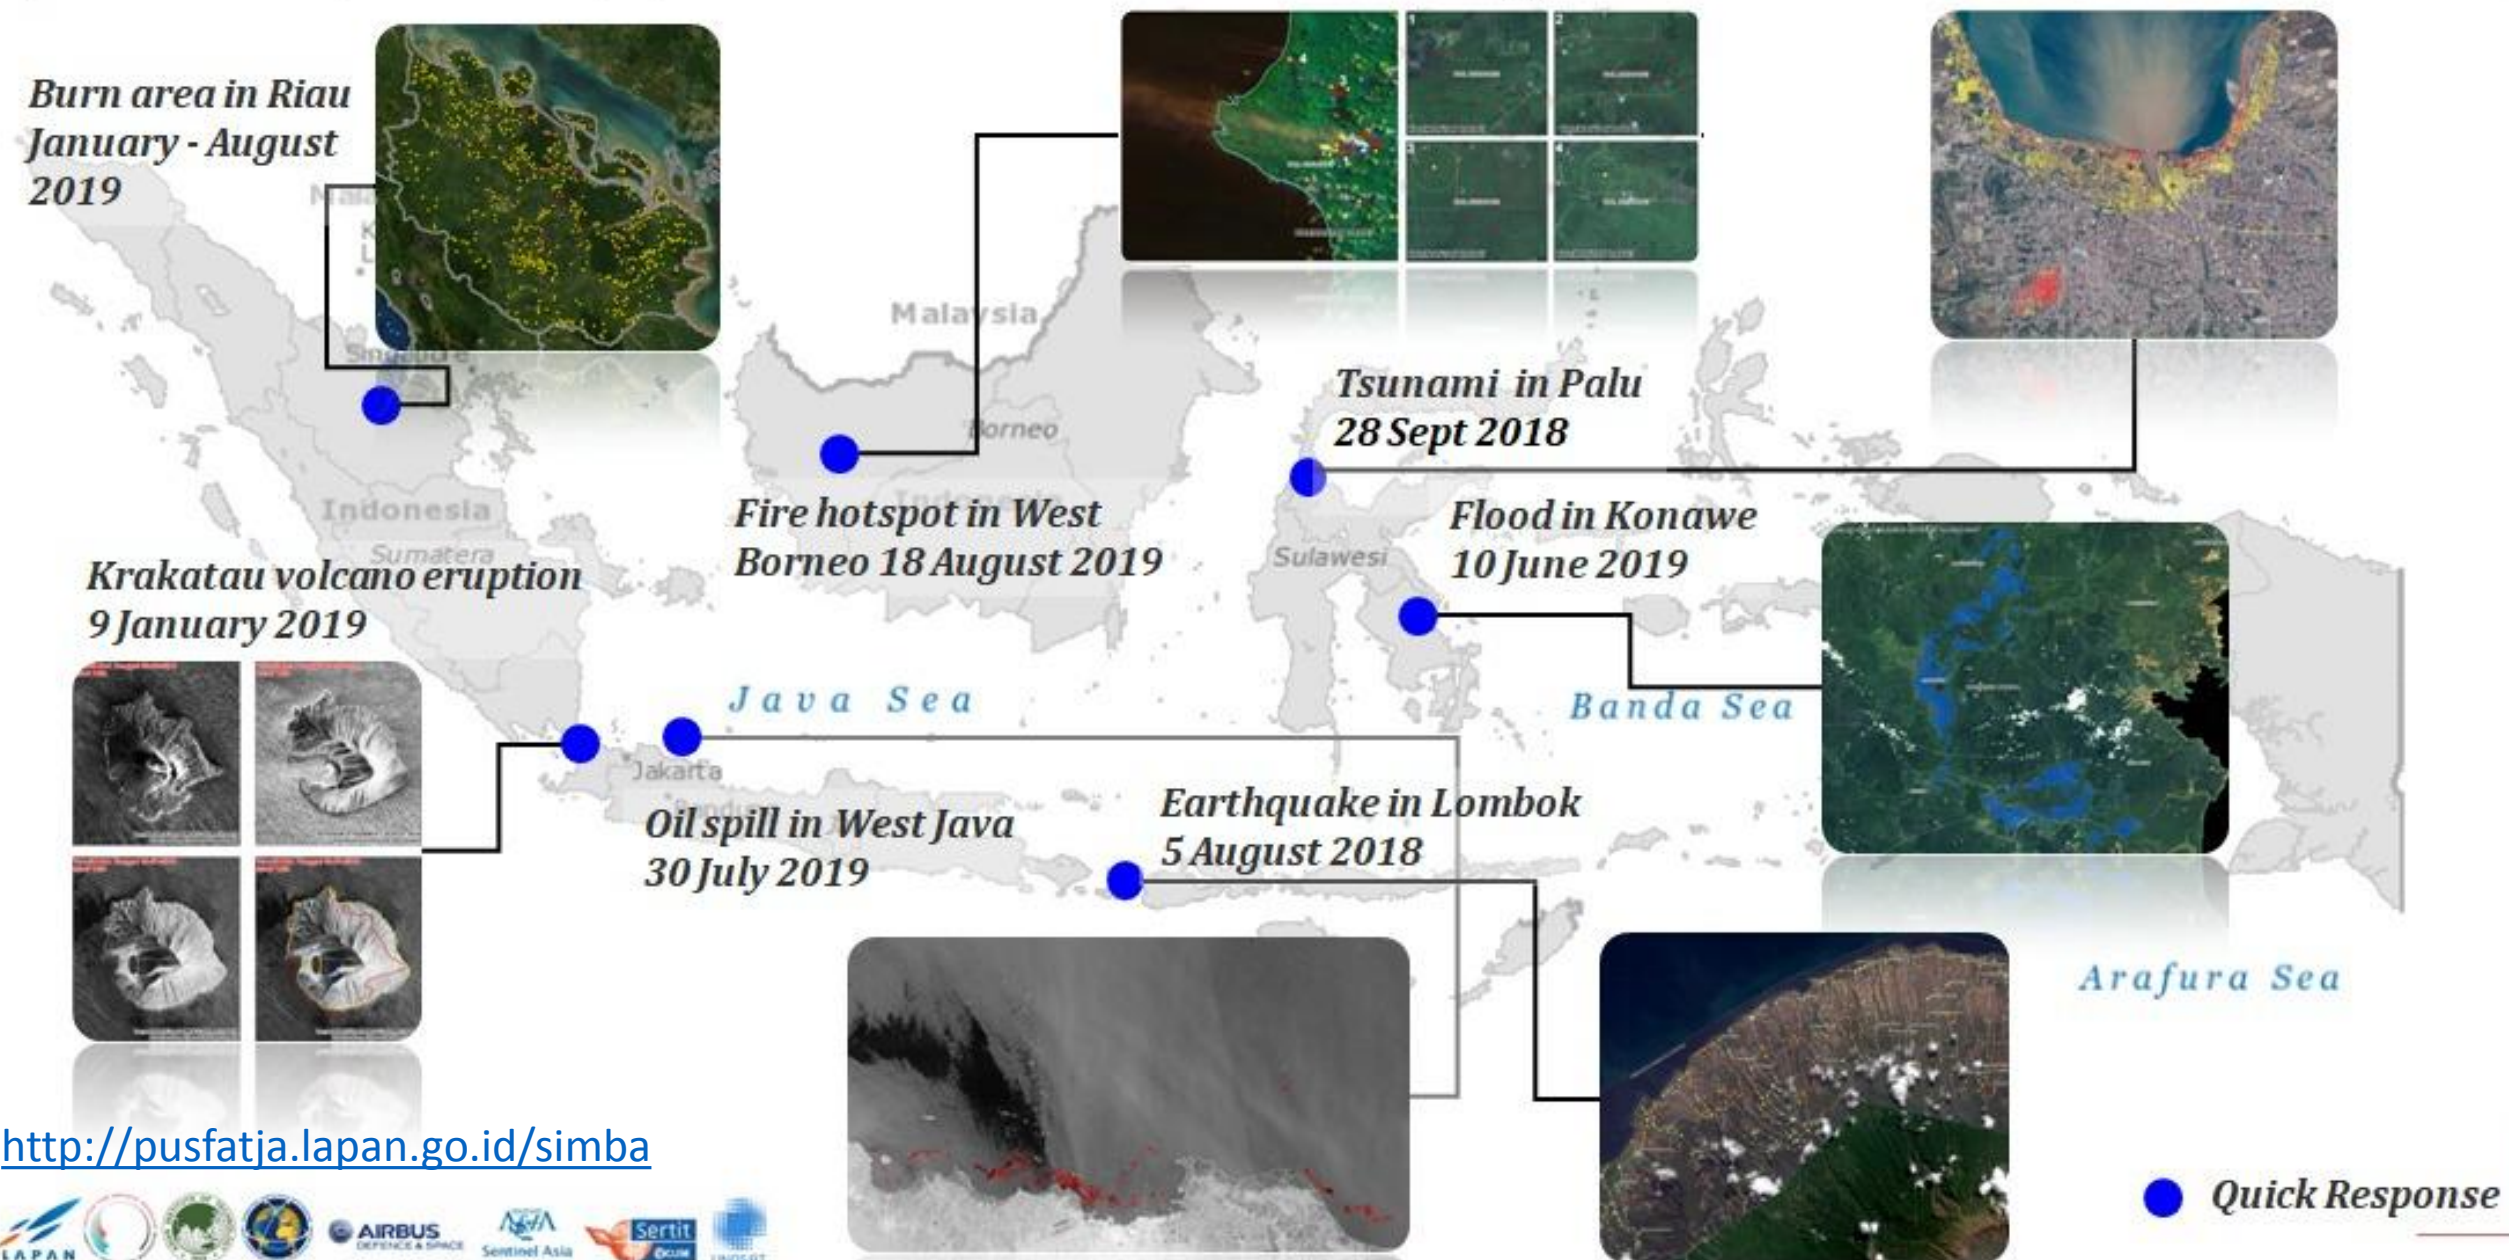 Burn area in Riau
January - August
2019
Malaysia
Borneo
Tsunami in Palu
28 Sept 2018
Indonesia
Sumatera
Fire hotspot in West
Borneo 18 August 2019
Flood in Konawe
10 June 2019
Sulawesi
Krakatau volcano eruption
9 January 2019
Java Sea
Banda Sea
Jakarta
Oil spill in West Java
30 July 2019
Earthquake in Lombok
5 August 2018
Arafura Sea
http://pusfatja.lapan.go.id/simba
Quick Response
LAPAN
AIRBUS
DEFENCE & SPACE
Sentinel Asia
Sertit